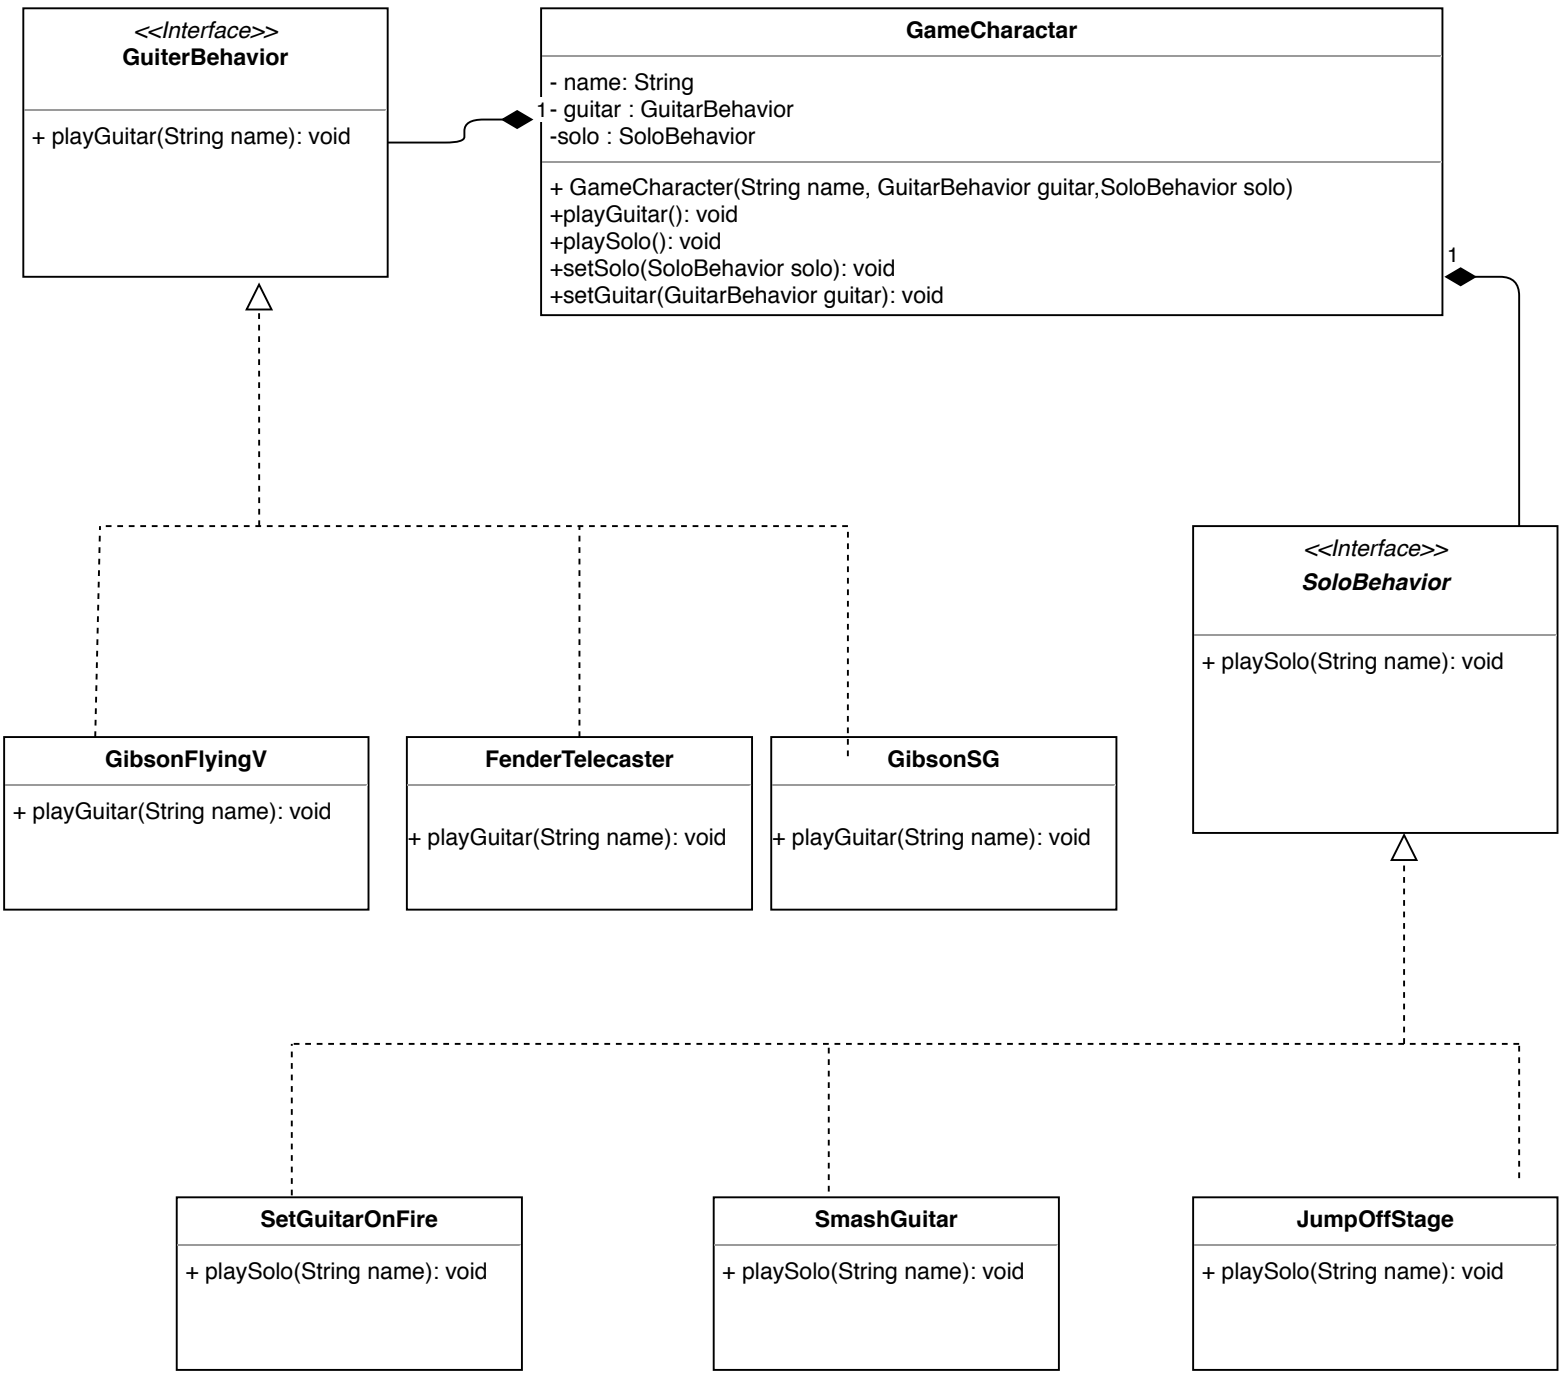 <<Interface>>
GuiterBehavior
+ playGuitar(String name): void
GameCharactar
- name: String
1
- guitar : GuitarBehavior
-solo : SoloBehavior
+ GameCharacter(String name, GuitarBehavior guitar,SoloBehavior solo)
+playGuitar(): void
+playSolo(): void
+setSolo(SoloBehavior solo): void
+setGuitar(GuitarBehavior guitar): void
1
<<Interface>>
SoloBehavior
+ playSolo(String name): void
GibsonFlyingV
+ playGuitar(String name): void
FenderTelecaster
+ playGuitar(String name): void
GibsonSG
+ playGuitar(String name): void
SetGuitarOnFire
+ playSolo(String name): void
SmashGuitar
+ playSolo(String name): void
JumpOffStage
+ playSolo(String name): void